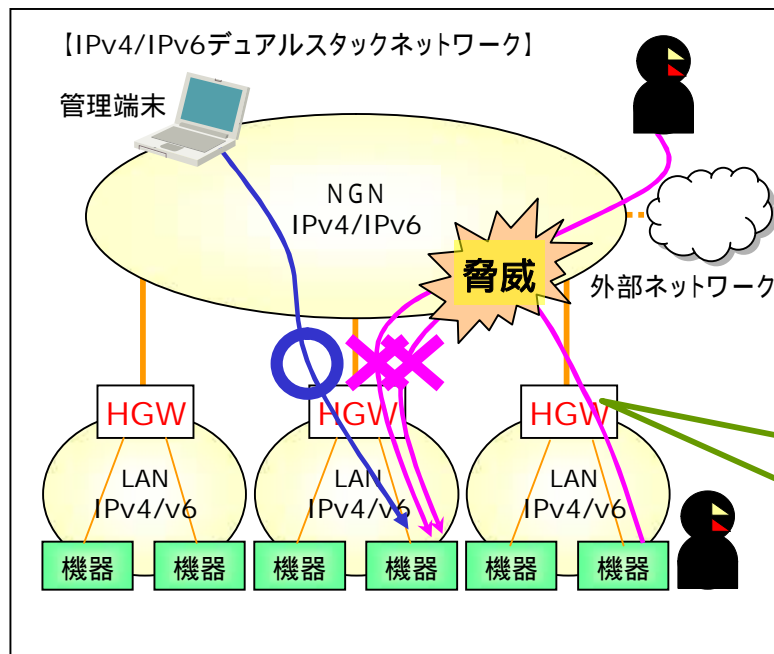 【IPv4/IPv6デュアルスタックネットワーク】
管理端末
NGN
IPv4/IPv6
脅威
外部ネットワーク
HGW
HGW
HGW
LAN
IPv4/v6
LAN
IPv4/v6
LAN
IPv4/v6
機器
機器
機器
機器
機器
機器